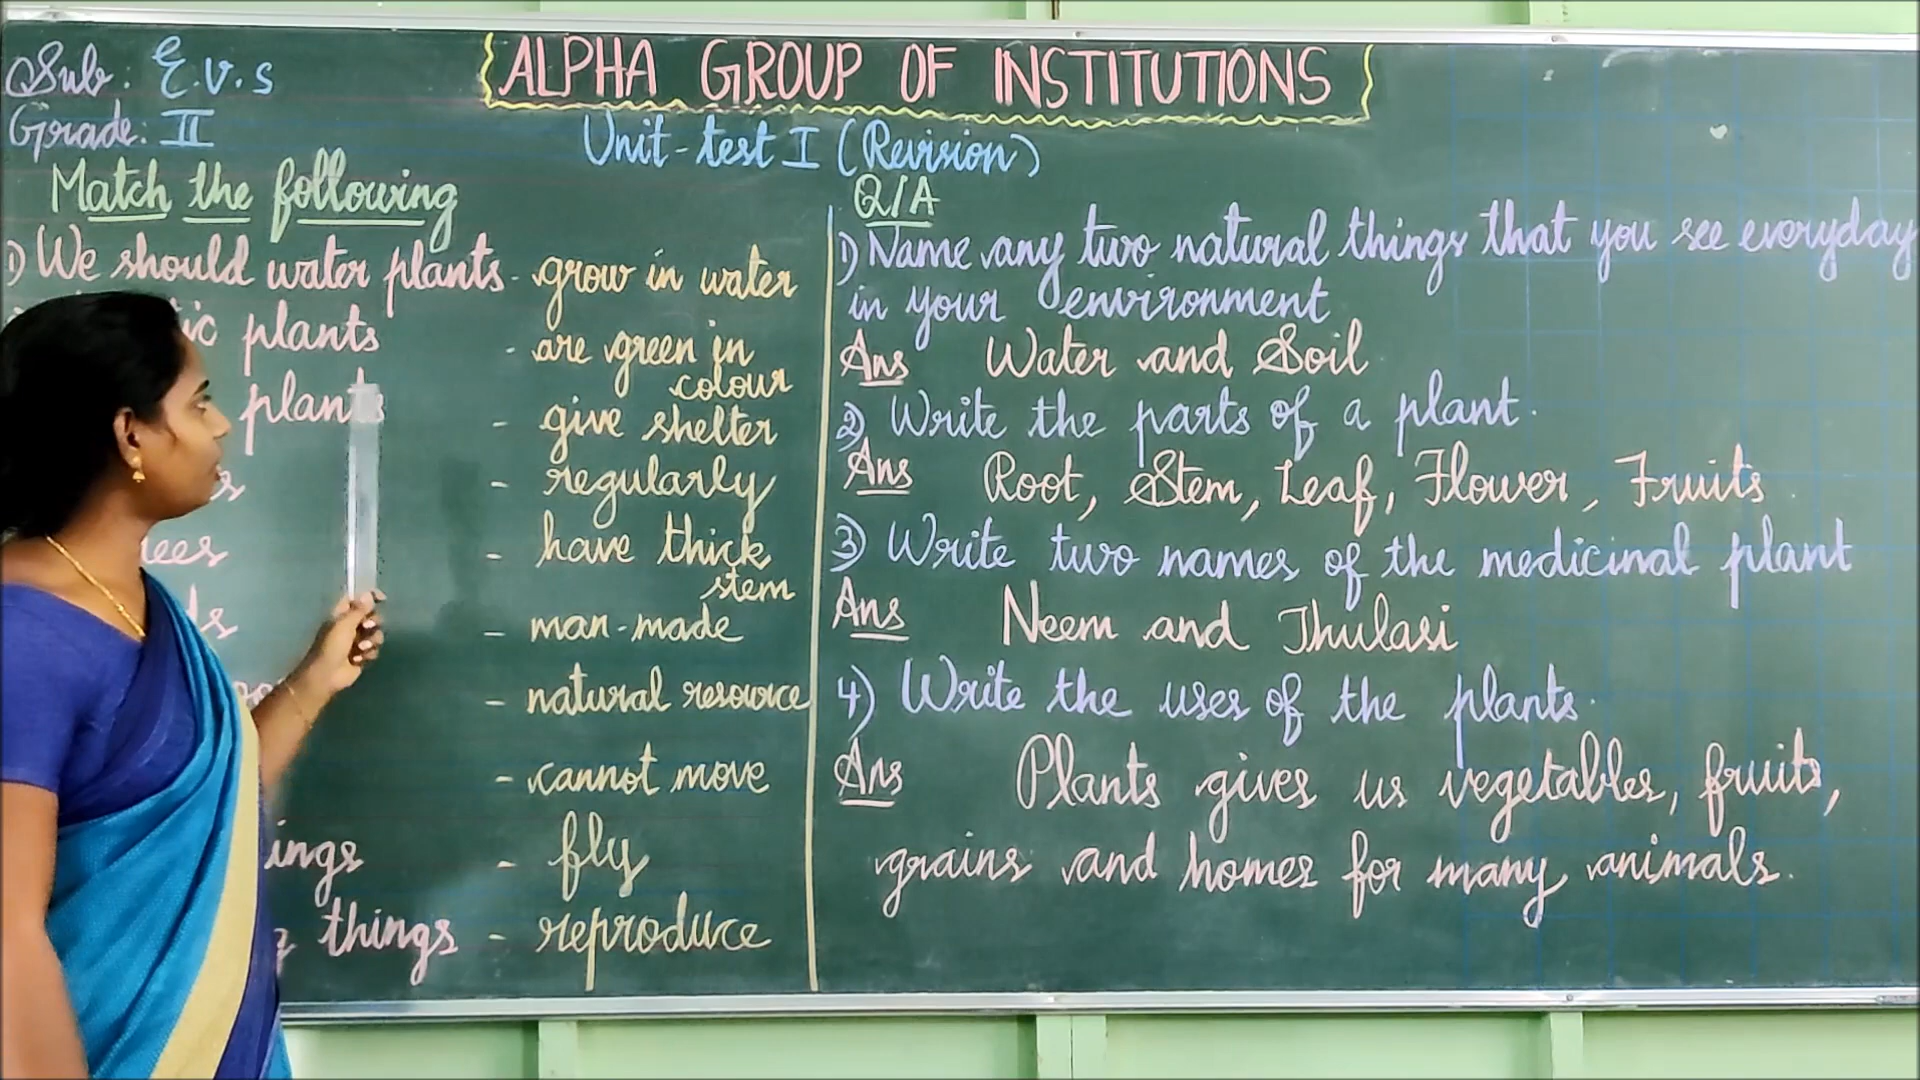 Sub: E.V.S
Grade: II
ALPHA GROUP OF INSTITUTIONS
Unit-test I (Revision)
Match the following
1) We should water plants - grow in water
plants - are green in
colour
plants - give shelter
- regularly
- have thick
stem
- man-made
- natural resource
- cannot move
- fly
things - reproduce
Q/A
1) Name any two natural things that you see everyday
in your environment
Ans Water and Soil
2) Write the parts of a plant.
Ans Root, Stem, Leaf, Flower, Fruits.
3) Write two names of the medicinal plant
Ans Neem and Thulasi
4) Write the uses of the plants.
Ans Plants gives us vegetables, fruits,
grains and homes for many animals.